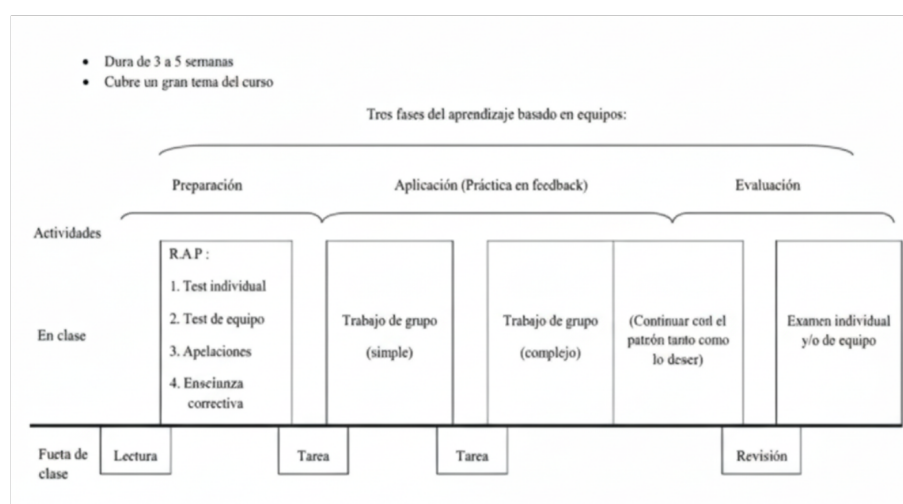 • Dura de 3 a 5 semanas
• Cubre un gran tema del curso
Tres fases del aprendizaje basado en equipos:
Preparación
Aplicación (Práctica en feedback)
Evaluación
Actividades
En clase
R.A.P :
1. Test individual
2. Test de equipo
3. Apelaciones
4. Ensciunza
correctiva
Trabajo de grupo
(simple)
Trabajo de grupo
(complejo)
(Continuar con el
patrón tanto como
lo deser)
Examen individual
y/o de equipo
Fueta de
clase
Lectura
Tarea
Tarea
Revisión